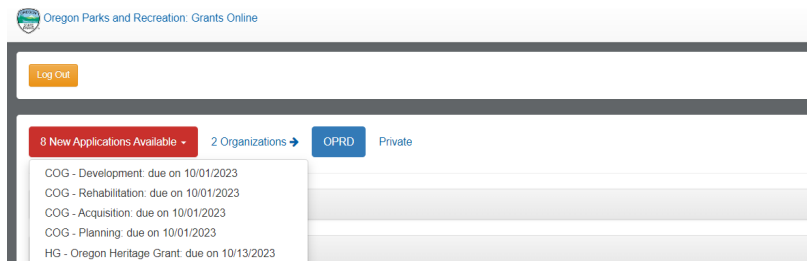 Oregon Parks and Recreation: Grants Online
Log Out
8 New Applications Available
2 Organizations →
OPRD
Private
COG - Development: due on 10/01/2023
COG - Rehabilitation: due on 10/01/2023
COG - Acquisition: due on 10/01/2023
COG - Planning: due on 10/01/2023
HG - Oregon Heritage Grant: due on 10/13/2023